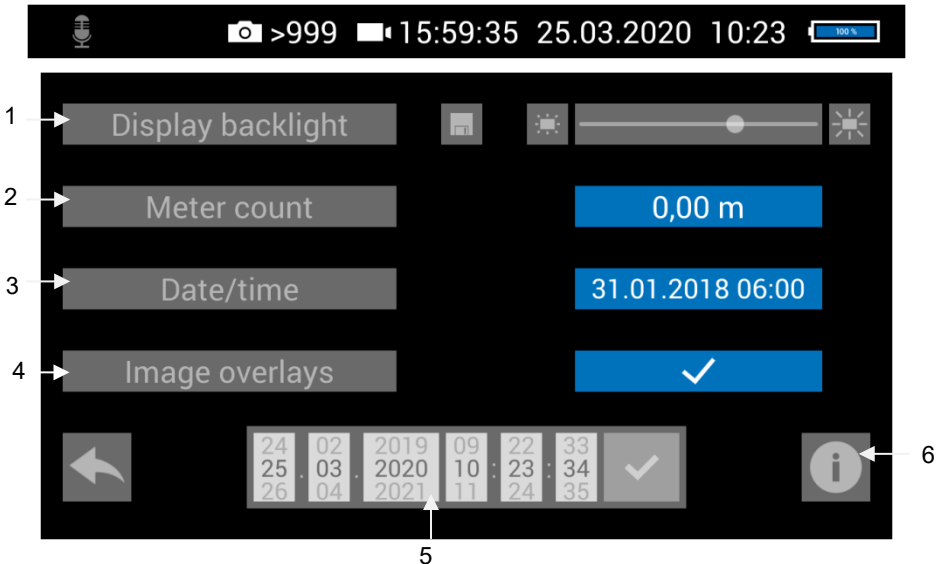 >999 15:59:35 25.03.2020 10:23 100 %
1 Display backlight
2 Meter count 0,00 m
3 Date/time 31.01.2018 06:00
4 Image overlays
24 02 2019 09 22 33
25 . 03 . 2020 10 : 23 : 34
26 04 2021 11 24 35
i 6
5